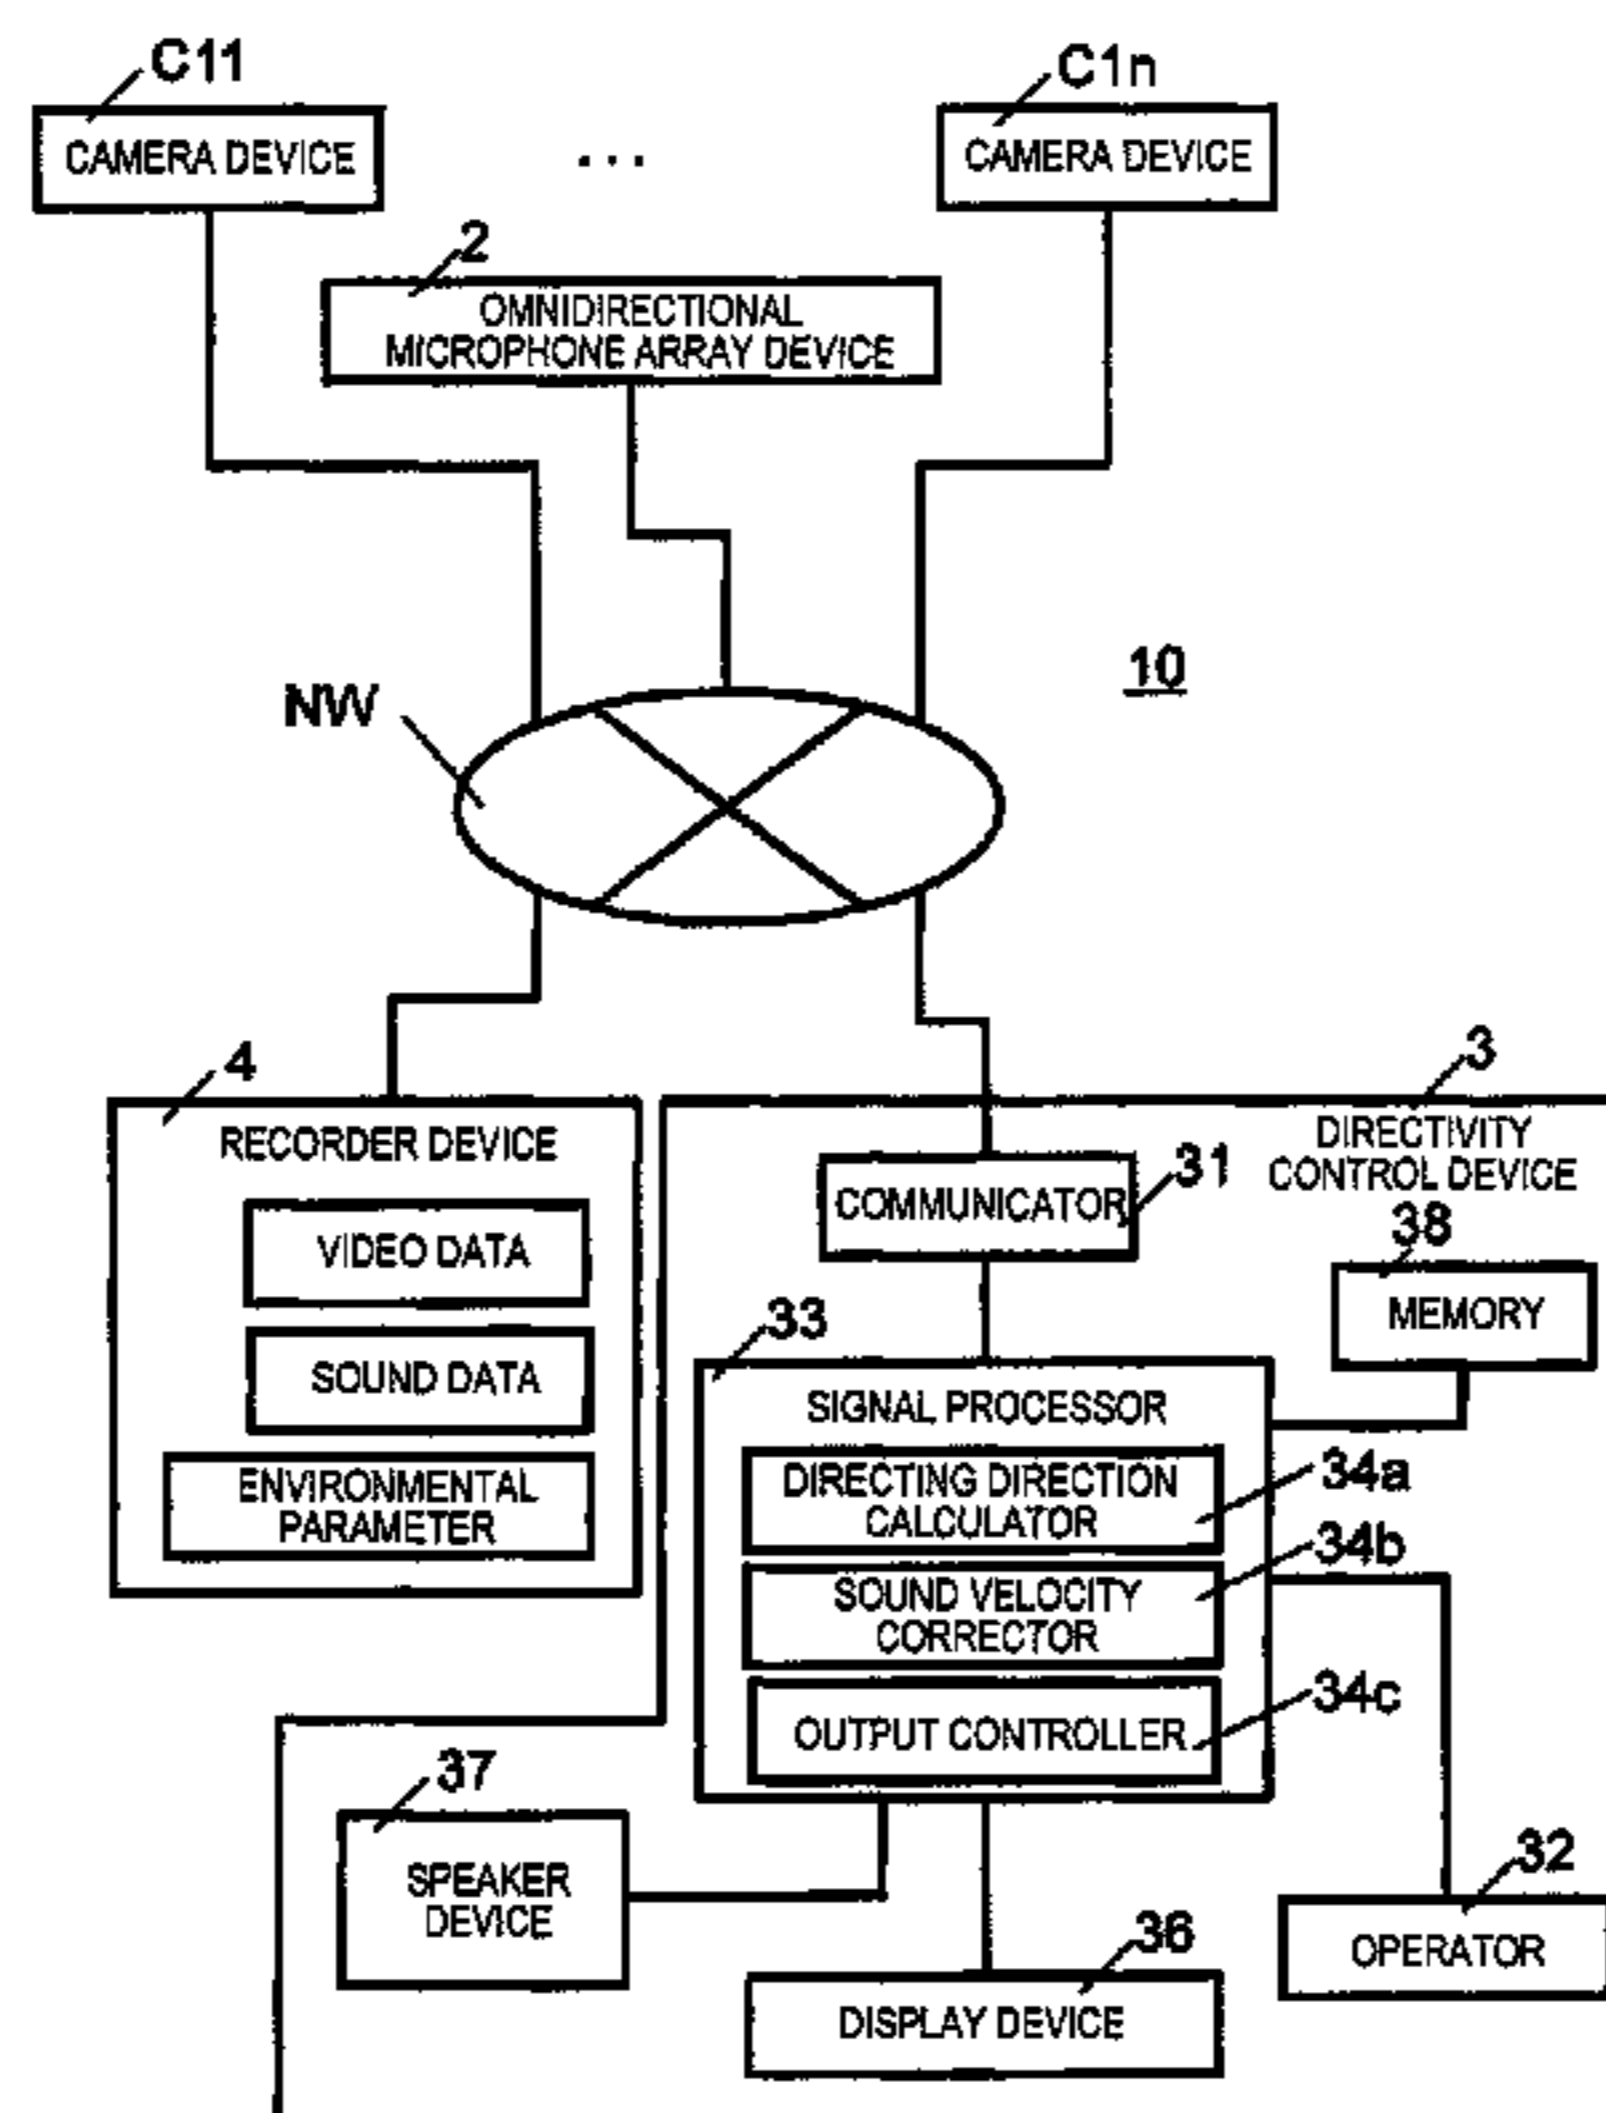 C11
C1n
CAMERA DEVICE
...
CAMERA DEVICE
2
OMNIDIRECTIONAL
MICROPHONE ARRAY DEVICE
10
NW
4
3
RECORDER DEVICE
DIRECTIVITY
CONTROL DEVICE
31
COMMUNICATOR
38
VIDEO DATA
MEMORY
33
SOUND DATA
SIGNAL PROCESSOR
ENVIRONMENTAL
PARAMETER
DIRECTING DIRECTION
CALCULATOR
34a
34b
SOUND VELOCITY
CORRECTOR
34c
OUTPUT CONTROLLER
37
SPEAKER
DEVICE
32
OPERATOR
36
DISPLAY DEVICE